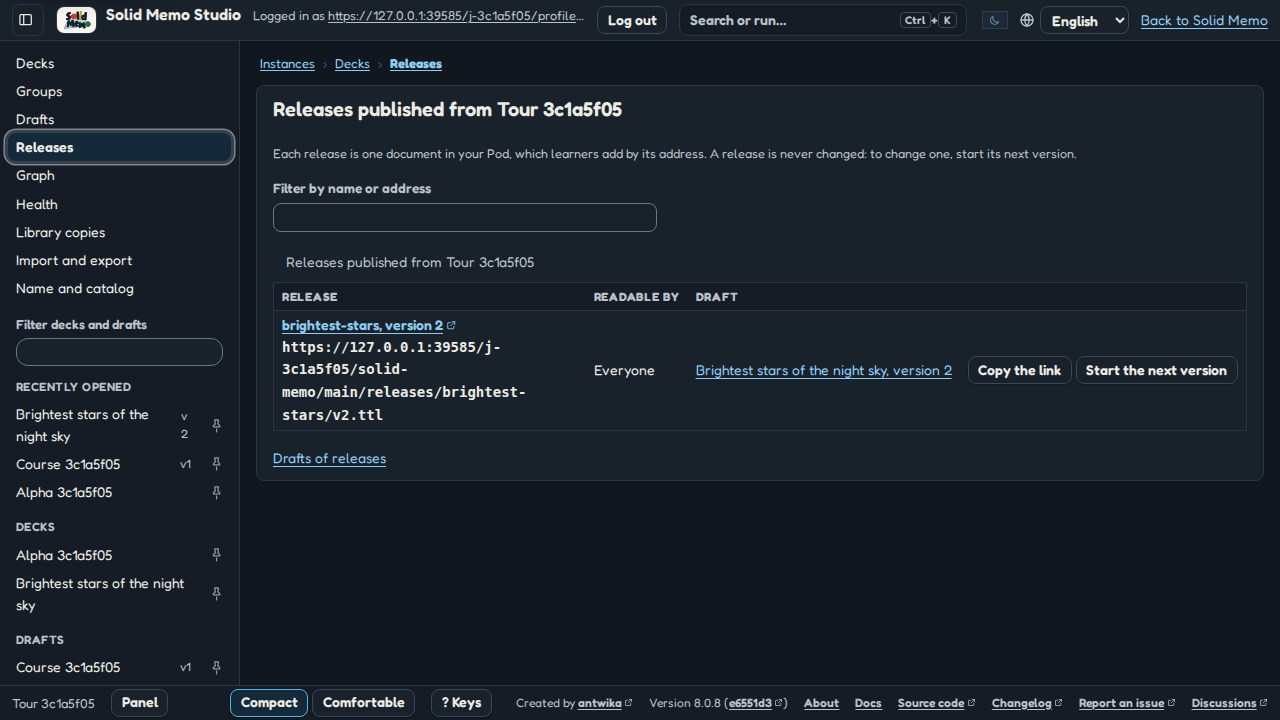 Solid Memo Studio
Logged in as https://127.0.0.1:39585/j-3c1a5f05/profile...
Log out
Search or run...
Ctrl+K
English
Back to Solid Memo
Decks
Groups
Drafts
Releases
Graph
Health
Library copies
Import and export
Name and catalog
Filter decks and drafts
RECENTLY OPENED
Brightest stars of the night sky
v2
Course 3c1a5f05
v1
Alpha 3c1a5f05
DECKS
Alpha 3c1a5f05
Brightest stars of the night sky
DRAFTS
Course 3c1a5f05
v1
Instances › Decks › Releases
Releases published from Tour 3c1a5f05
Each release is one document in your Pod, which learners add by its address. A release is never changed: to change one, start its next version.
Filter by name or address
Releases published from Tour 3c1a5f05
RELEASE READABLE BY DRAFT
brightest-stars, version 2
https://127.0.0.1:39585/j-
3c1a5f05/solid-
memo/main/releases/brightest-
stars/v2.ttl
Everyone
Brightest stars of the night sky, version 2
Copy the link
Start the next version
Drafts of releases
Tour 3c1a5f05
Panel
Compact
Comfortable
? Keys
Created by antwika
Version 8.0.8 (e6551d3)
About
Docs
Source code
Changelog
Report an issue
Discussions